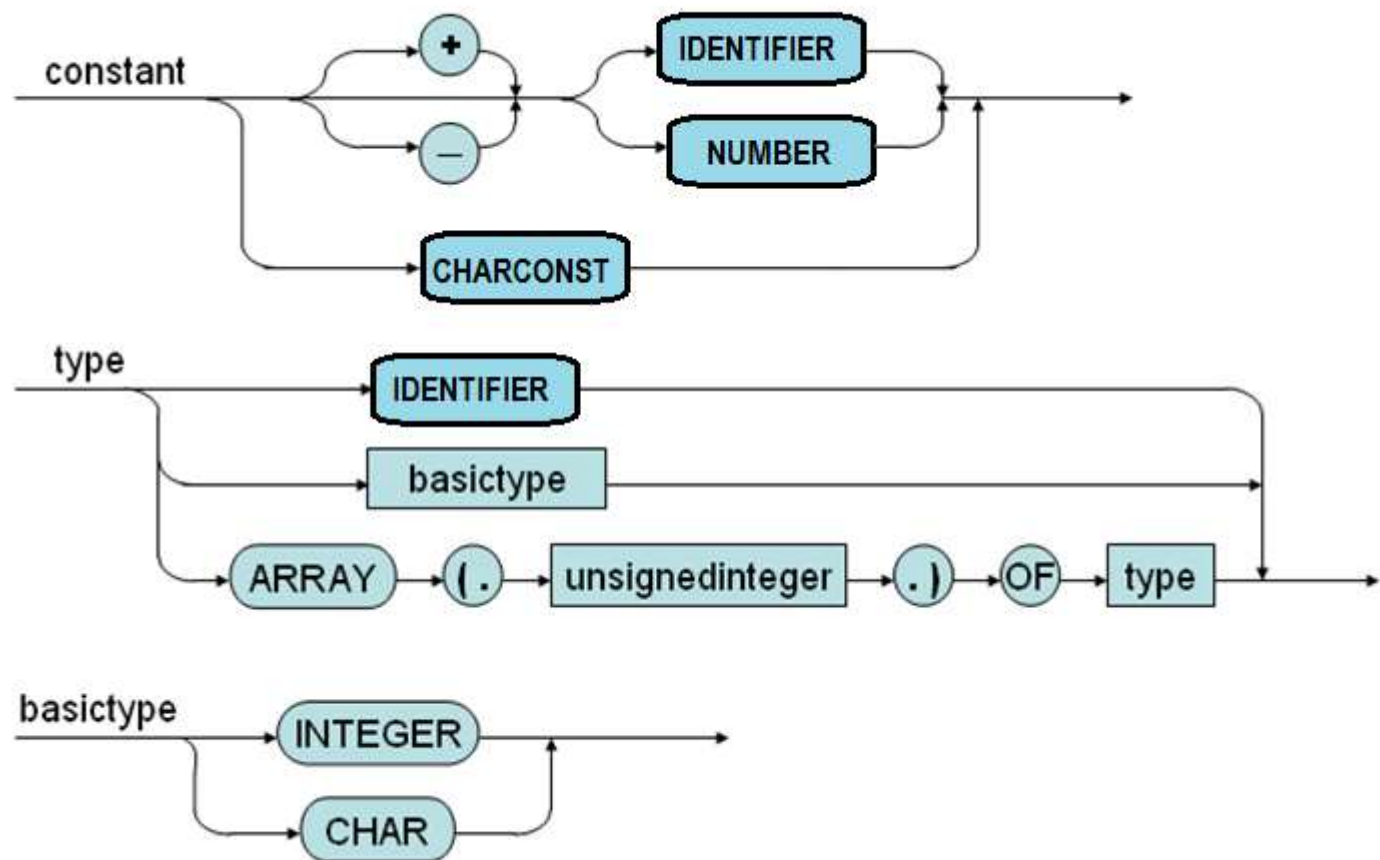 +
IDENTIFIER
constant
—
NUMBER
CHARCONST
type
IDENTIFIER
basictype
ARRAY (. unsignedinteger .) OF type
basictype
INTEGER
CHAR